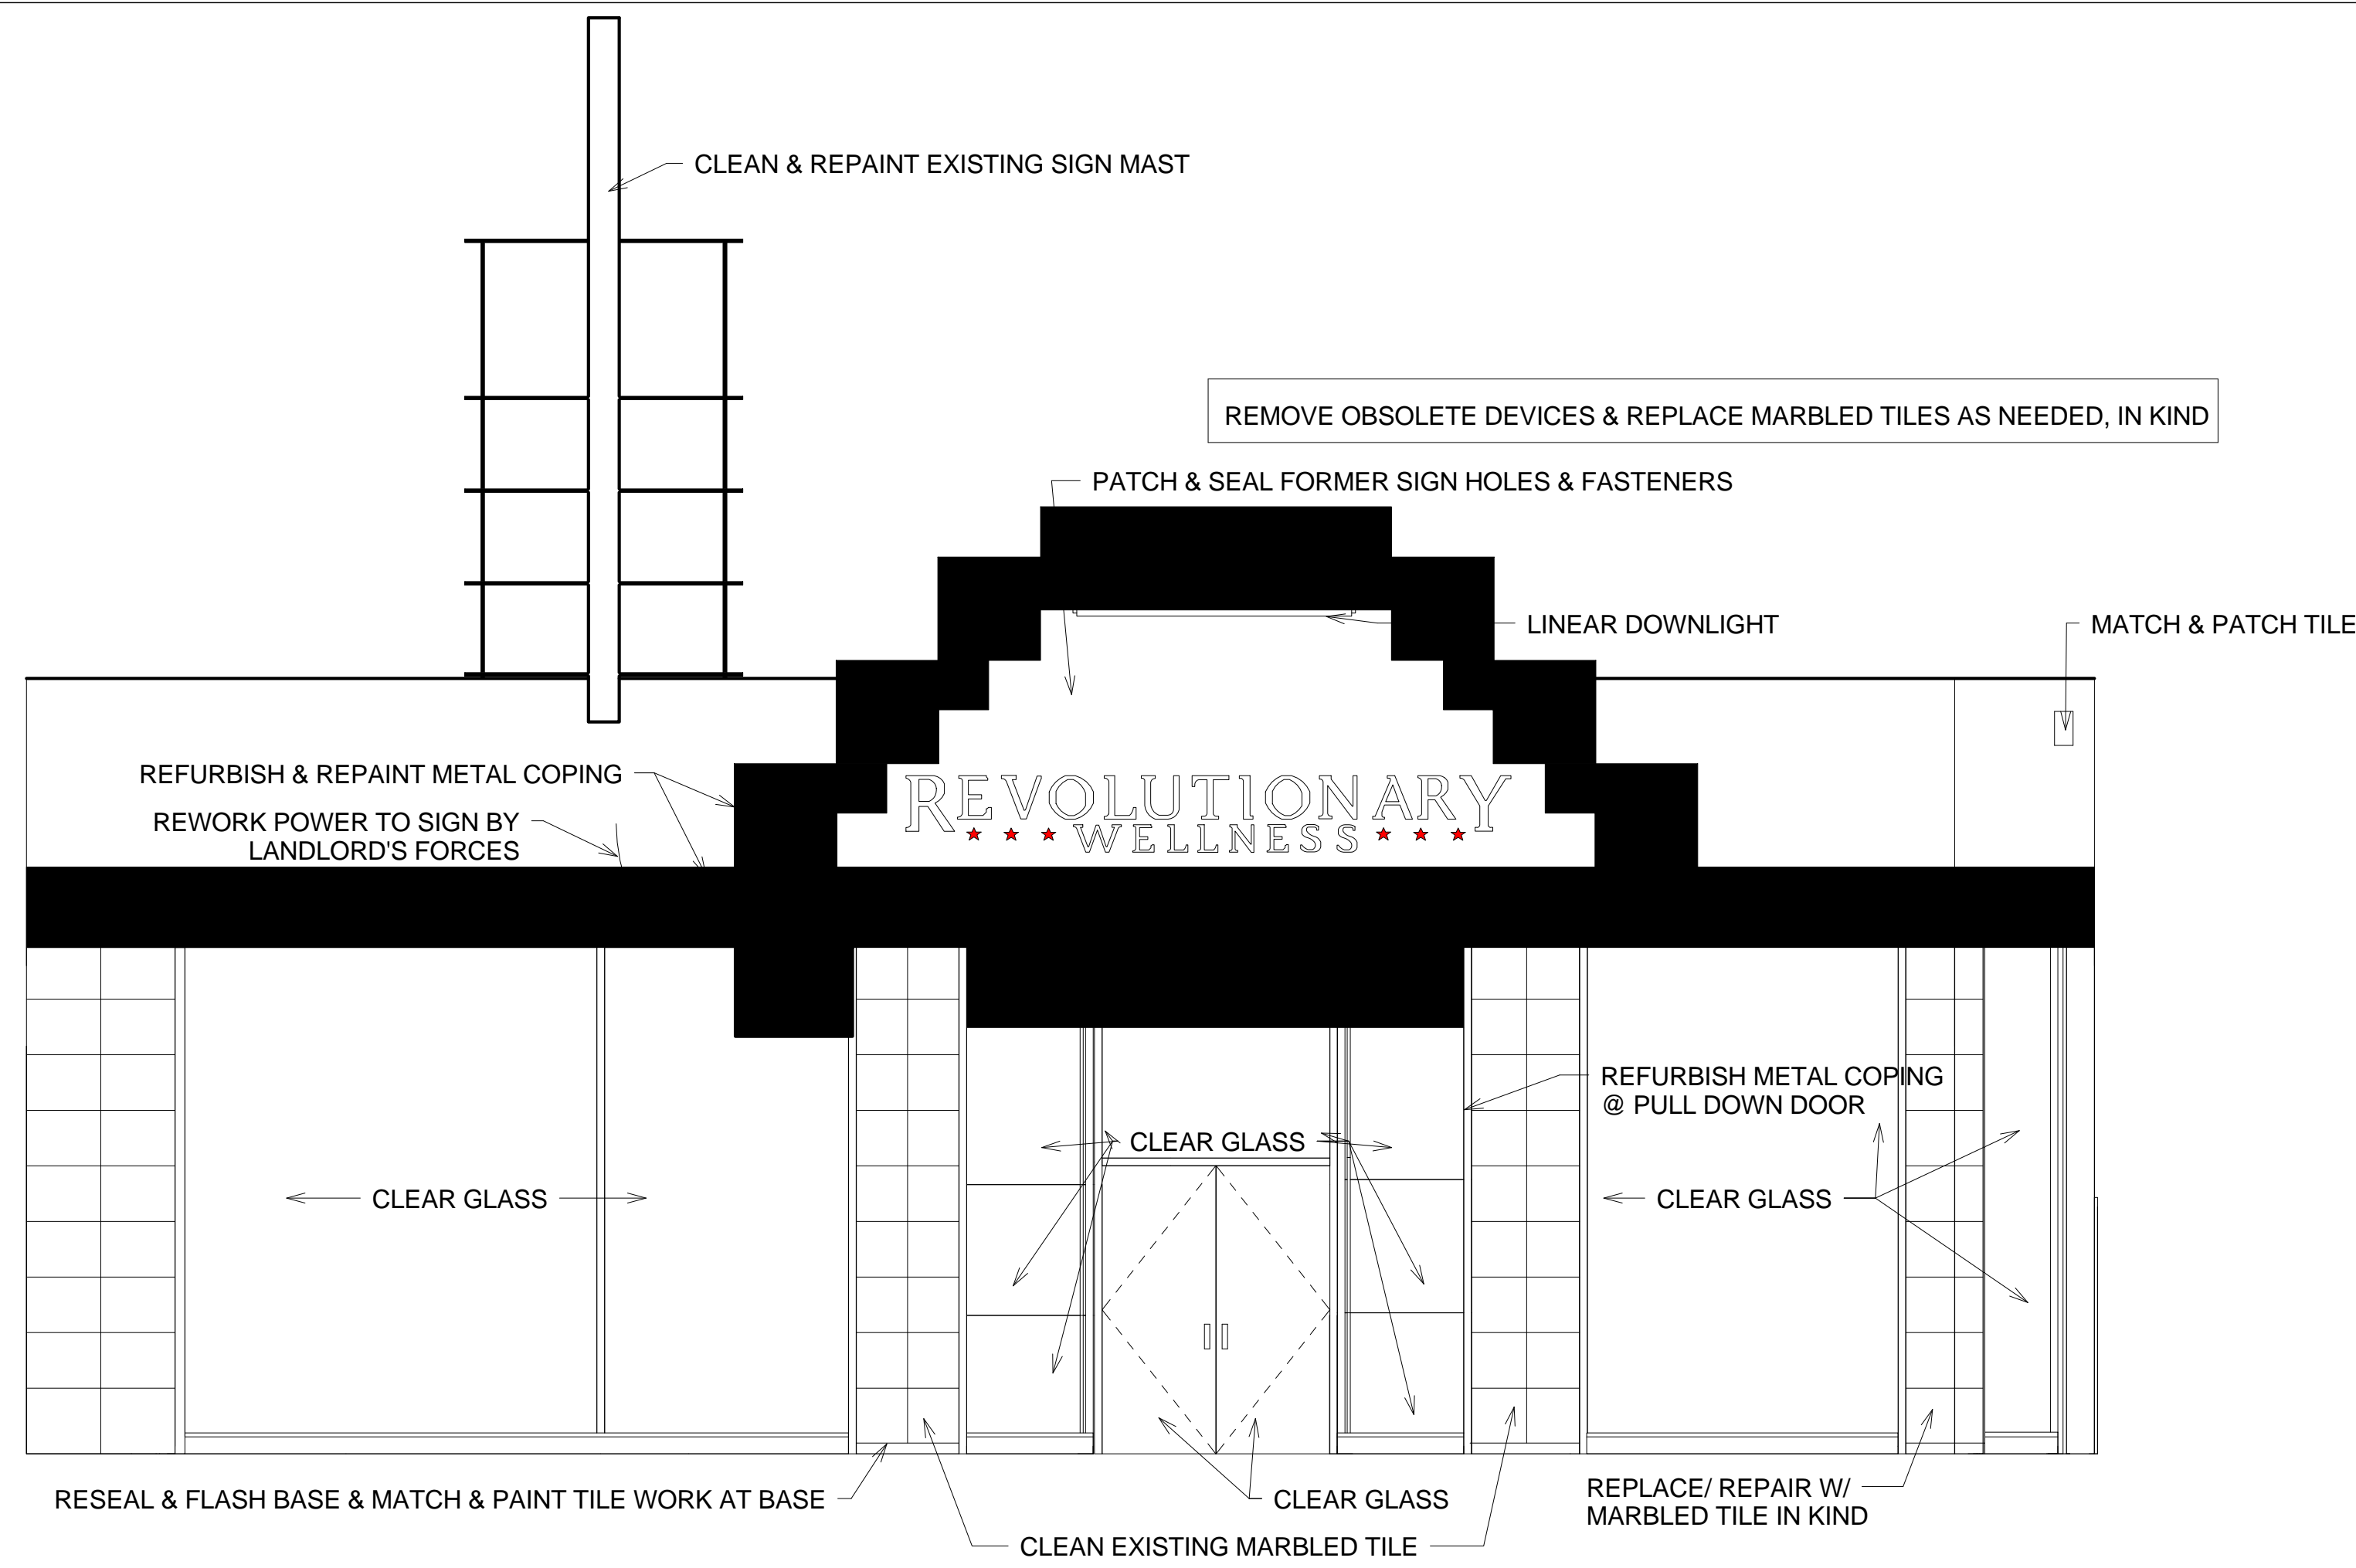 CLEAN & REPAINT EXISTING SIGN MAST
REMOVE OBSOLETE DEVICES & REPLACE MARBLED TILES AS NEEDED, IN KIND
PATCH & SEAL FORMER SIGN HOLES & FASTENERS
LINEAR DOWNLIGHT
MATCH & PATCH TILE
REFURBISH & REPAINT METAL COPING
REWORK POWER TO SIGN BY
LANDLORD'S FORCES
REVOLUTIONARY
WELLNESS
REFURBISH METAL COPING
@ PULL DOWN DOOR
CLEAR GLASS
CLEAR GLASS
CLEAR GLASS
RESEAL & FLASH BASE & MATCH & PAINT TILE WORK AT BASE
CLEAR GLASS
REPLACE/ REPAIR W/
MARBLED TILE IN KIND
CLEAN EXISTING MARBLED TILE